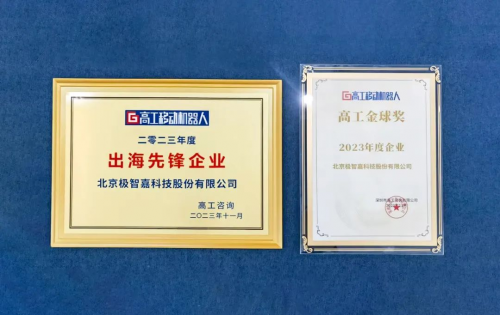 高工移动机器人
二零二三年度
出海先锋企业
北京极智嘉科技股份有限公司
高工咨询
二〇二三年十一月
高工移动机器人
高工金球奖
2023年度企业
北京极智嘉科技股份有限公司